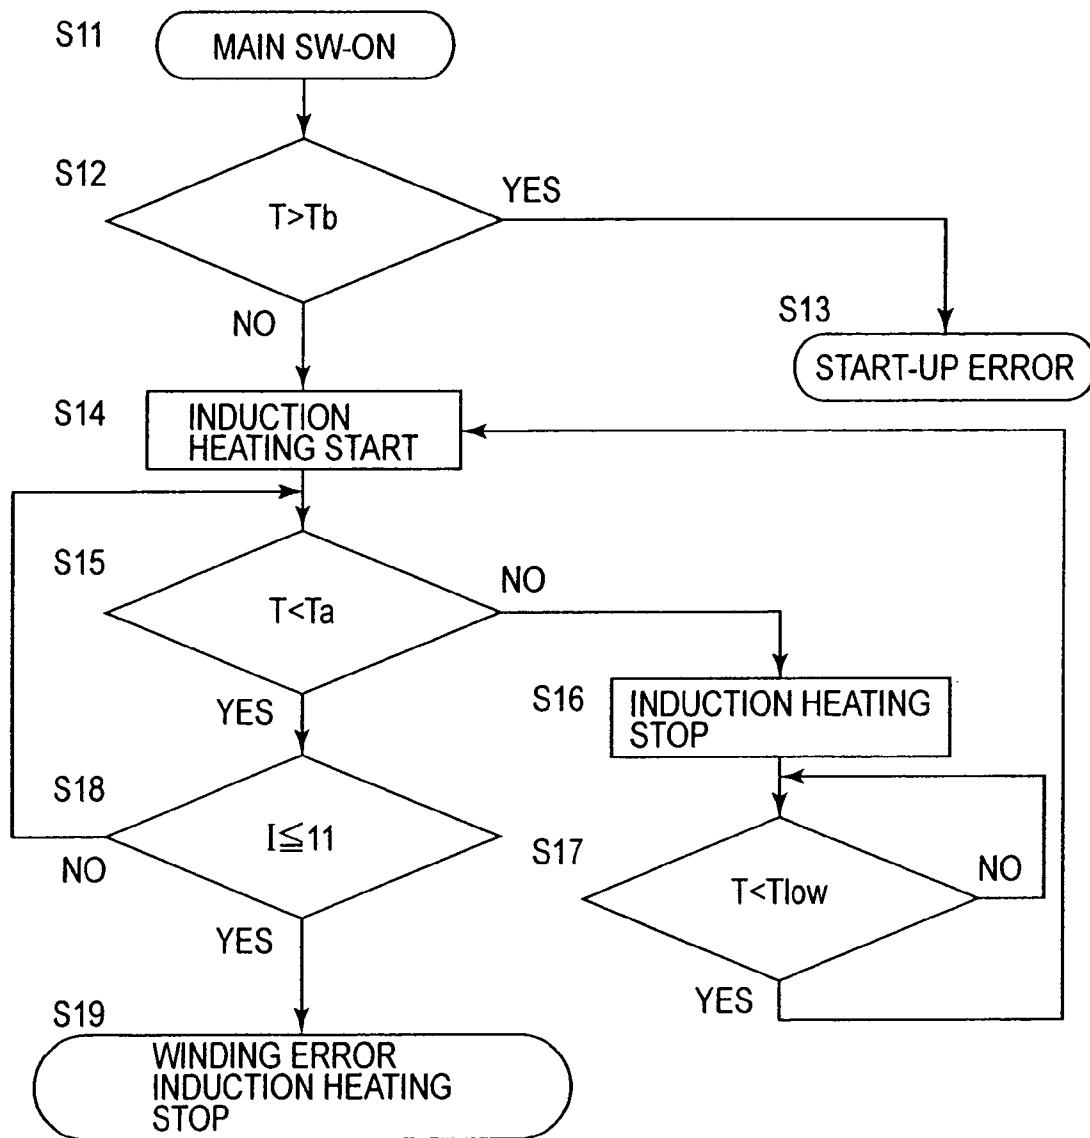 S11
MAIN SW-ON
S12
T>Tb
YES
NO
S13
START-UP ERROR
S14
INDUCTION
HEATING START
S15
T<Ta
NO
YES
S16
INDUCTION HEATING
STOP
S18
I≦11
NO
YES
S17
T<Tlow
NO
YES
S19
WINDING ERROR
INDUCTION HEATING
STOP